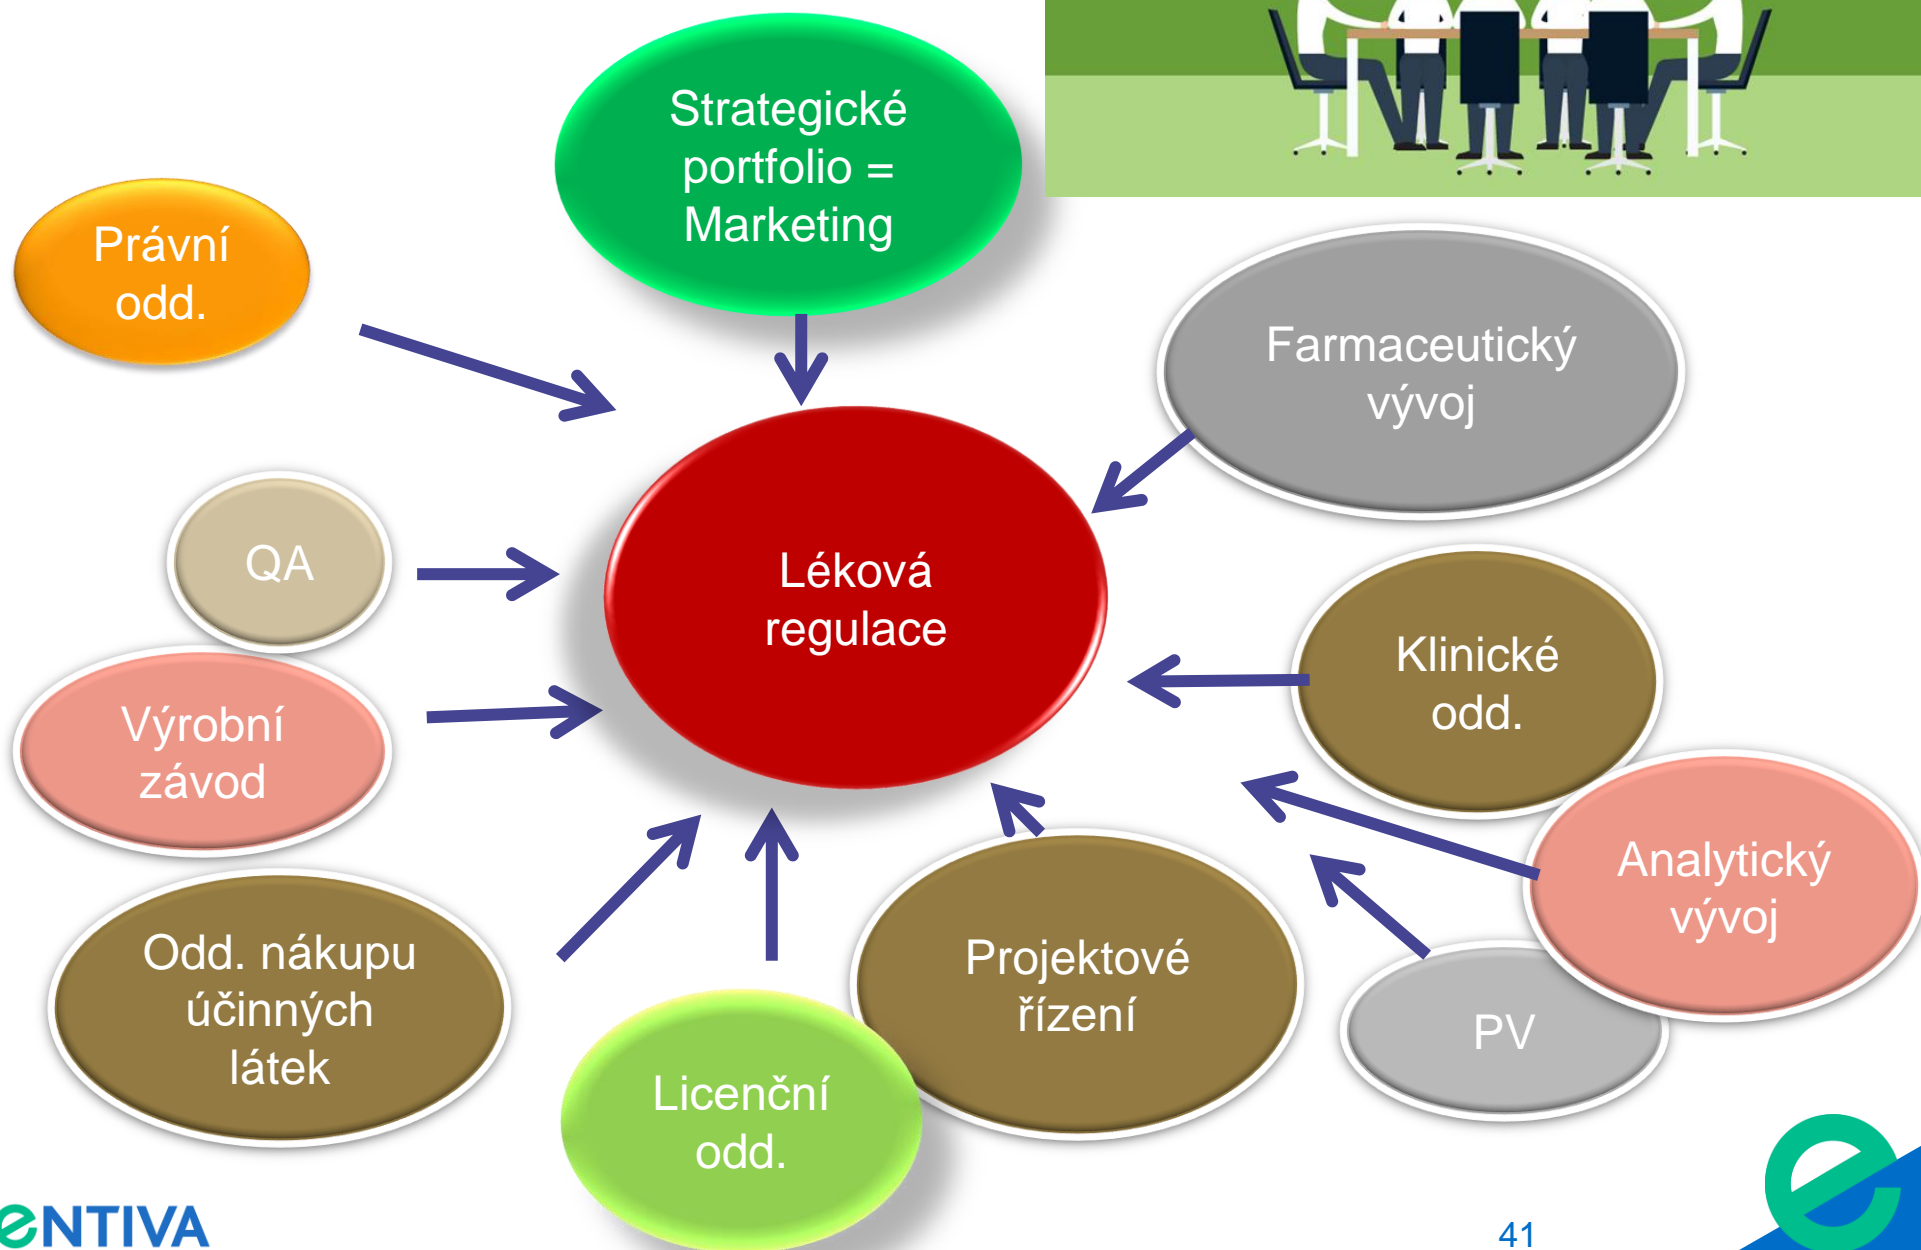 Strategické
portfolio =
Marketing
Právní
odd.
Farmaceutický
vývoj
QA
Léková
regulace
Klinické
odd.
Výrobní
závod
Analytický
vývoj
Odd. nákupu
účinných
látek
Projektové
řízení
PV
Licenční
odd.
ENTIVA
41